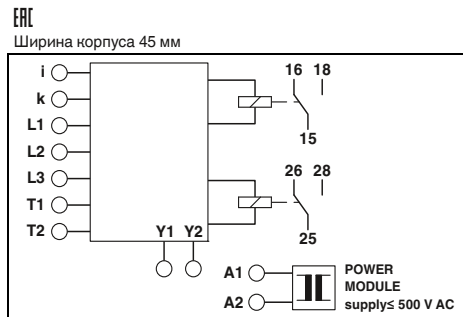 EAC
Ширина корпуса 45 мм
i
k
L1
L2
L3
T1
T2
Y1 Y2
16 18
15
26 28
25
A1
A2
POWER
MODULE
supply≤ 500 V AC